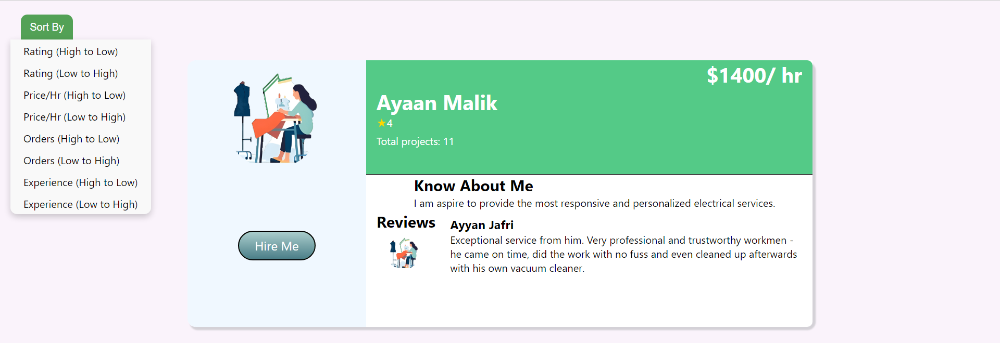 Sort By
Rating (High to Low)
Rating (Low to High)
Price/Hr (High to Low)
Price/Hr (Low to High)
Orders (High to Low)
Orders (Low to High)
Experience (High to Low)
Experience (Low to High)
Hire Me
$1400/ hr
Ayaan Malik
★4
Total projects: 11
Know About Me
I am aspire to provide the most responsive and personalized electrical services.
Reviews
Ayyan Jafri
Exceptional service from him. Very professional and trustworthy workmen -
he came on time, did the work with no fuss and even cleaned up afterwards
with his own vacuum cleaner.